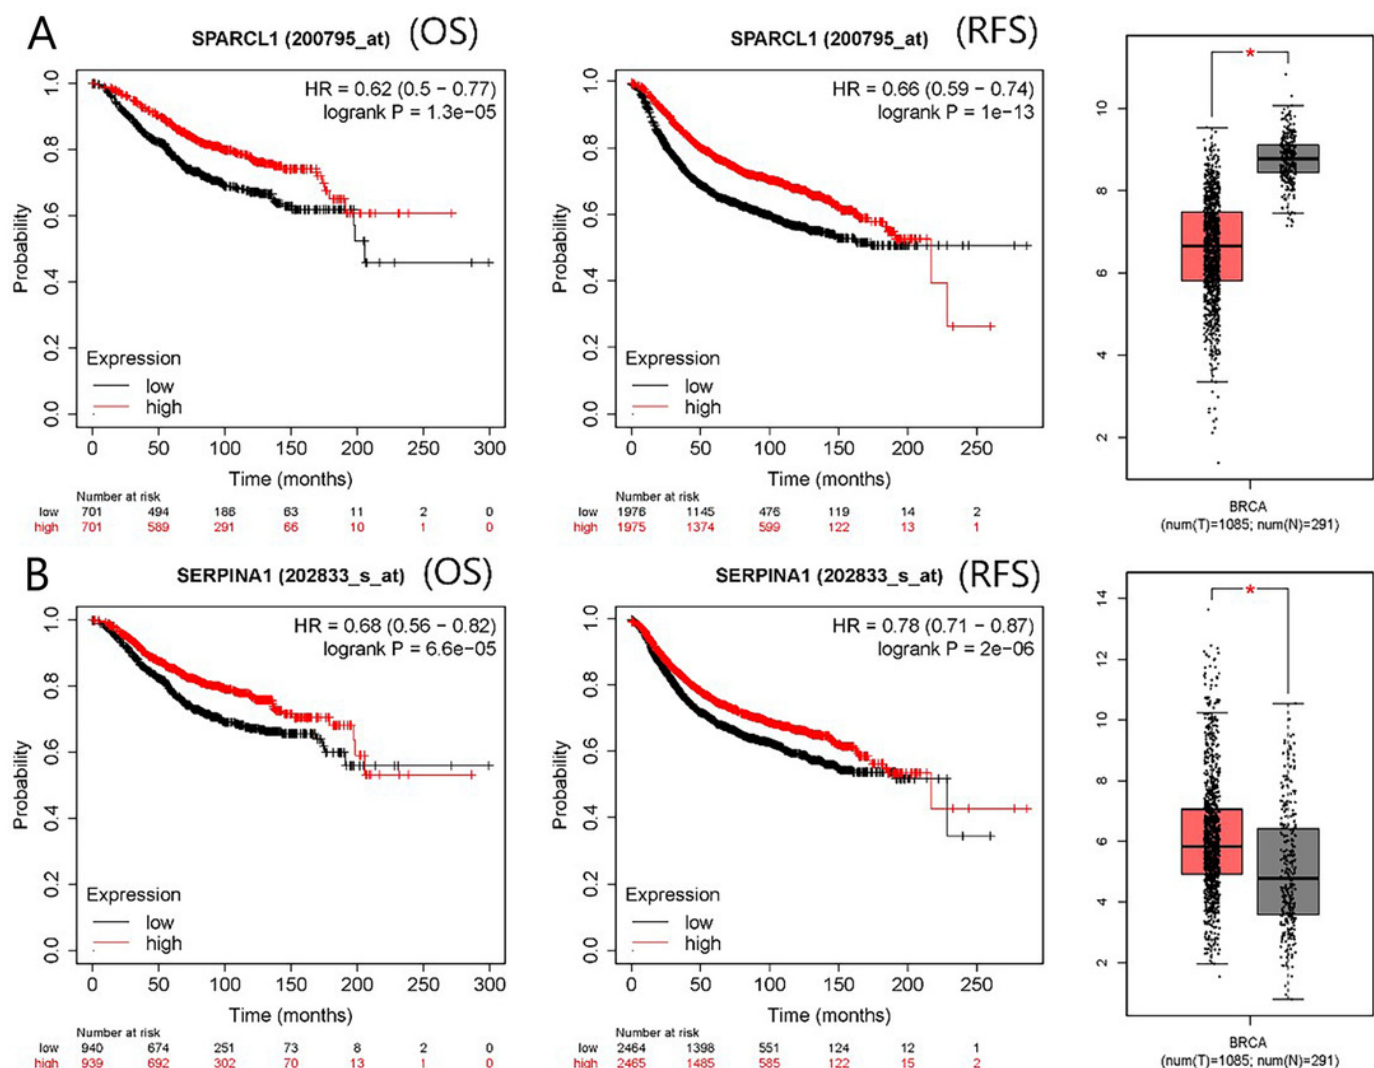 A
SPARCL1 (200795_at) (OS)
HR = 0.62 (0.5 − 0.77)
logrank P = 1.3e−05
Probability
1.0
0.8
0.6
0.4
0.2
0.0
Expression
low
high
0 50 100 150 200 250 300
Time (months)
Number at risk
low 701 494 186 63 11 2 0
high 701 589 291 66 10 1 0
SPARCL1 (200795_at) (RFS)
HR = 0.66 (0.59 − 0.74)
logrank P = 1e−13
Probability
1.0
0.8
0.6
0.4
0.2
0.0
Expression
low
high
0 50 100 150 200 250
Time (months)
Number at risk
low 1976 1145 476 119 14 2
high 1975 1374 599 122 13 1
*
10
8
6
4
2
BRCA
(num(T)=1085; num(N)=291)
B
SERPINA1 (202833_s_at) (OS)
HR = 0.68 (0.56 − 0.82)
logrank P = 6.6e−05
Probability
1.0
0.8
0.6
0.4
0.2
0.0
Expression
low
high
0 50 100 150 200 250 300
Time (months)
Number at risk
low 940 674 251 73 8 2 0
high 939 692 302 70 13 1 0
SERPINA1 (202833_s_at) (RFS)
HR = 0.78 (0.71 − 0.87)
logrank P = 2e−06
Probability
1.0
0.8
0.6
0.4
0.2
0.0
Expression
low
high
0 50 100 150 200 250
Time (months)
Number at risk
low 2464 1398 551 124 12 1
high 2465 1485 585 122 15 2
*
14
12
10
8
6
4
2
BRCA
(num(T)=1085; num(N)=291)